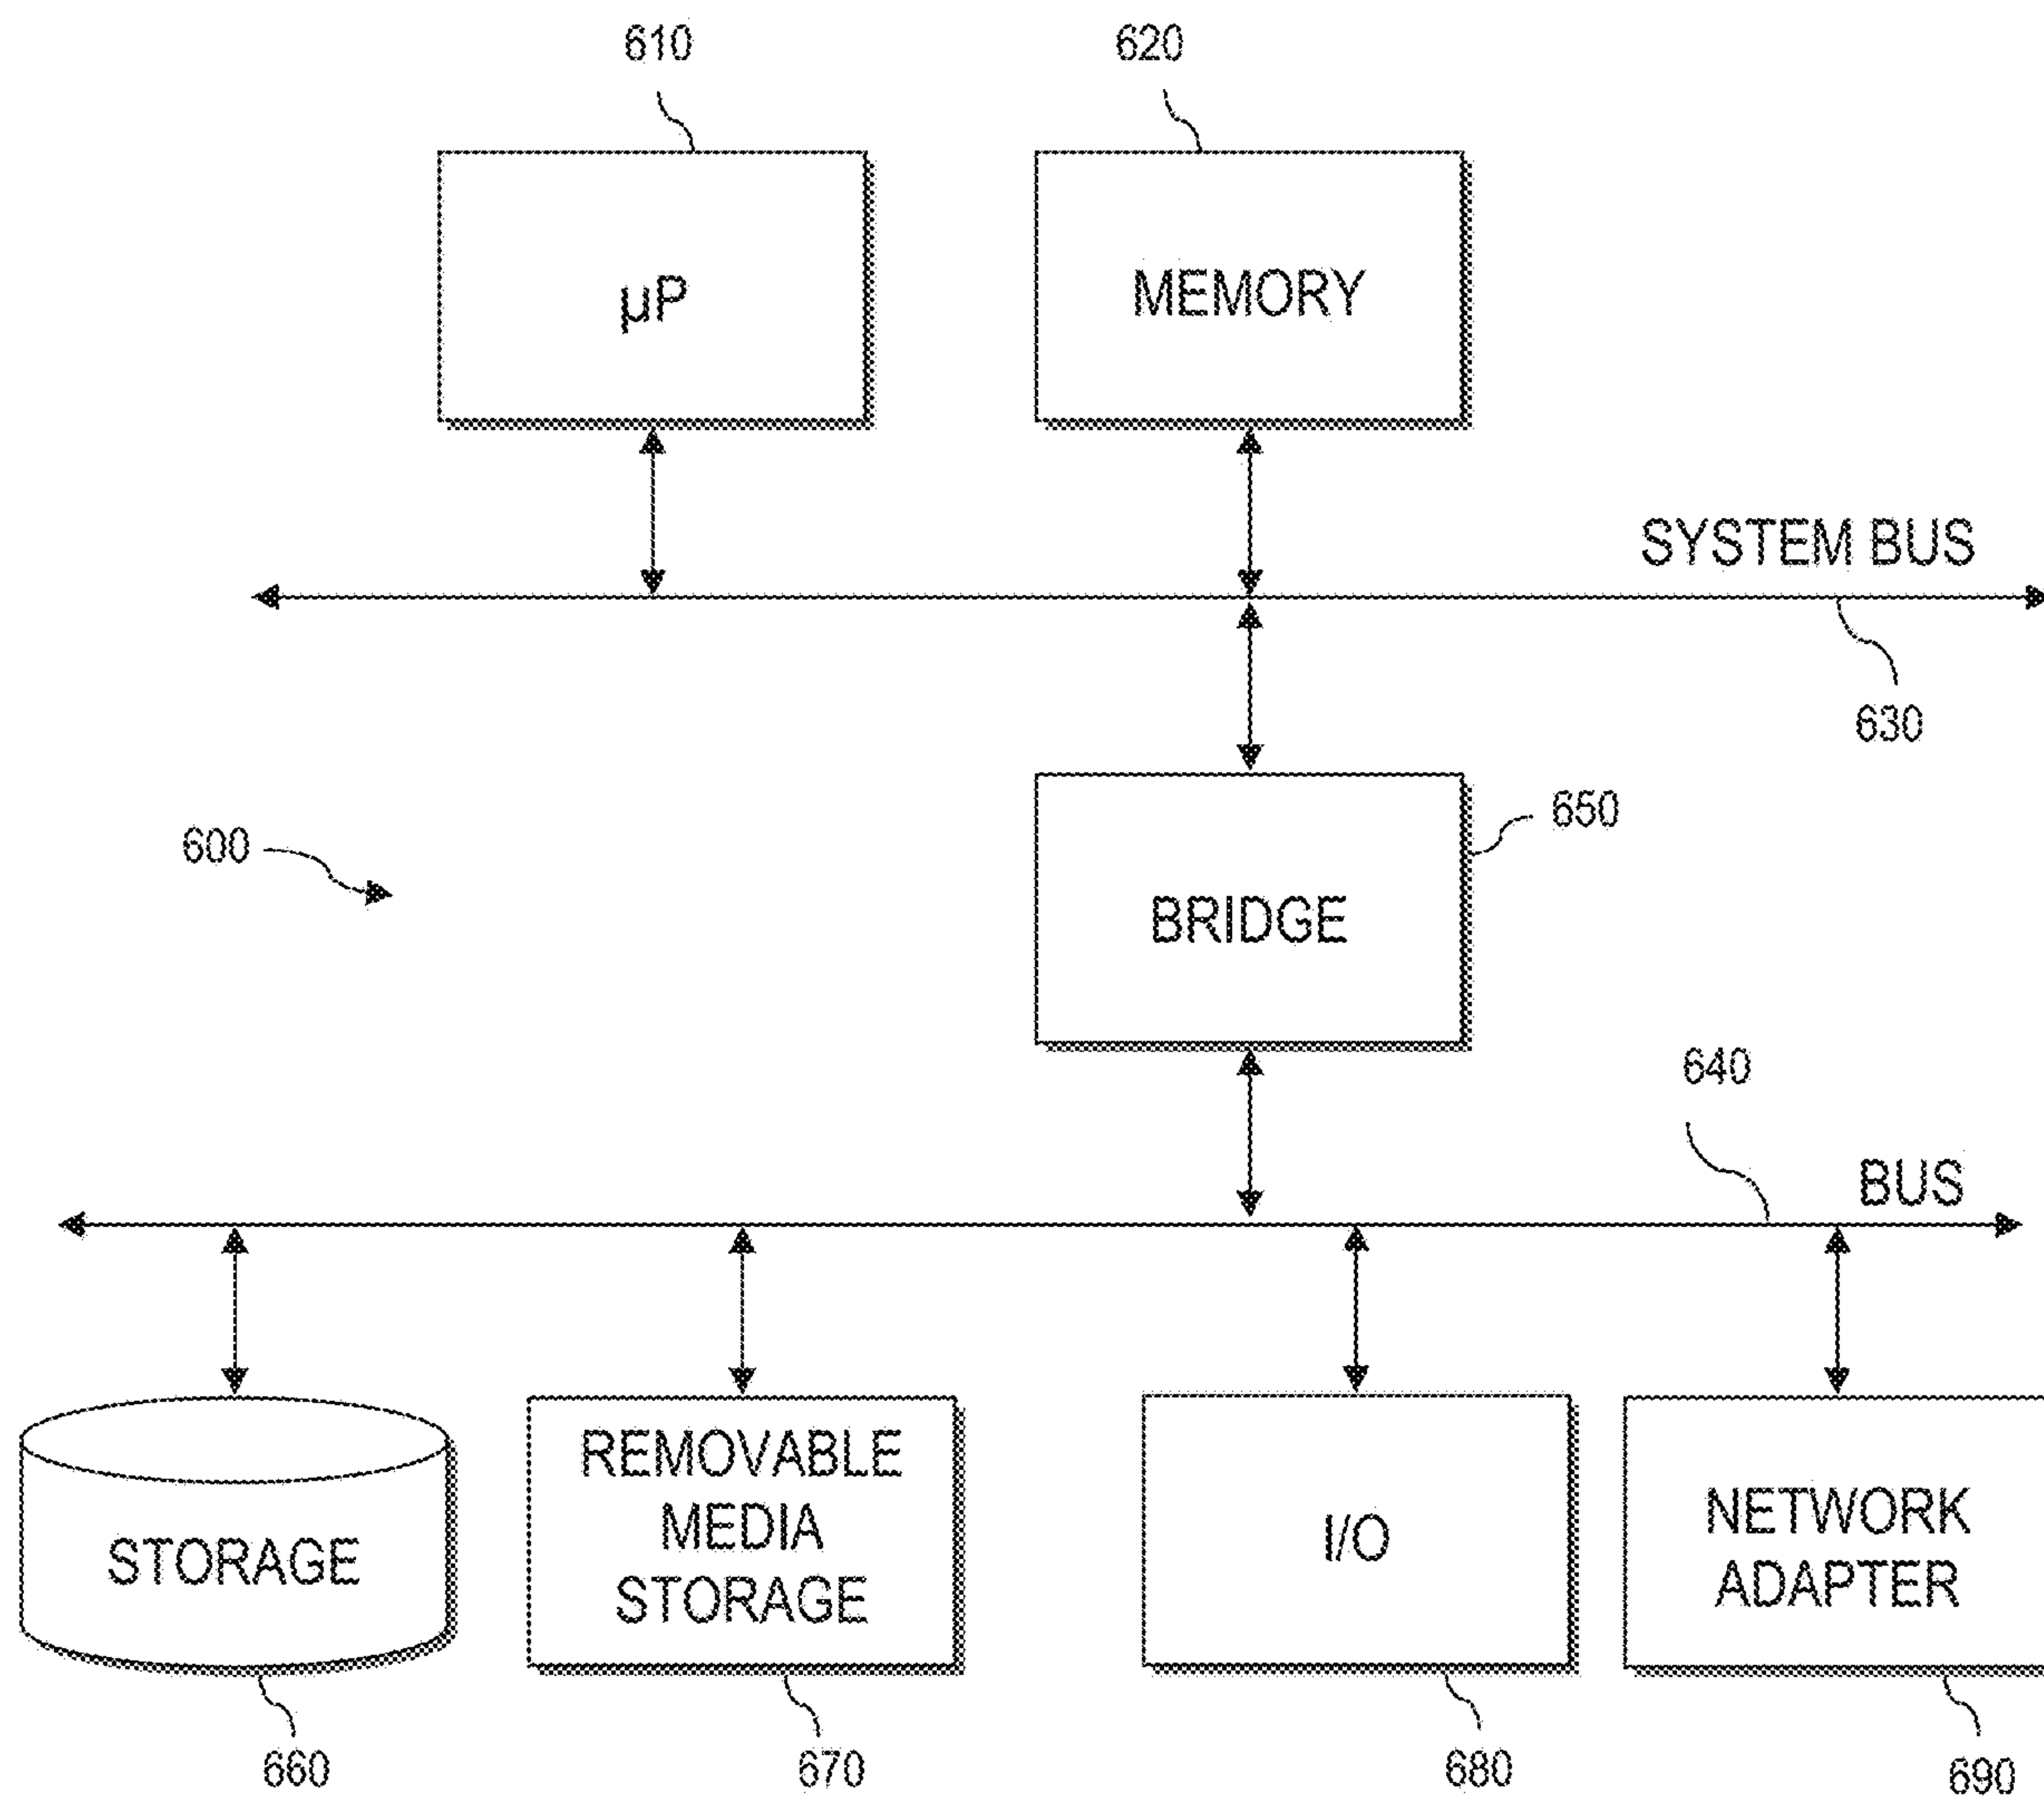 610
620
µP
MEMORY
SYSTEM BUS
630
650
600
BRIDGE
640
BUS
STORAGE
REMOVABLE
MEDIA
STORAGE
I/O
NETWORK
ADAPTER
660
670
680
690